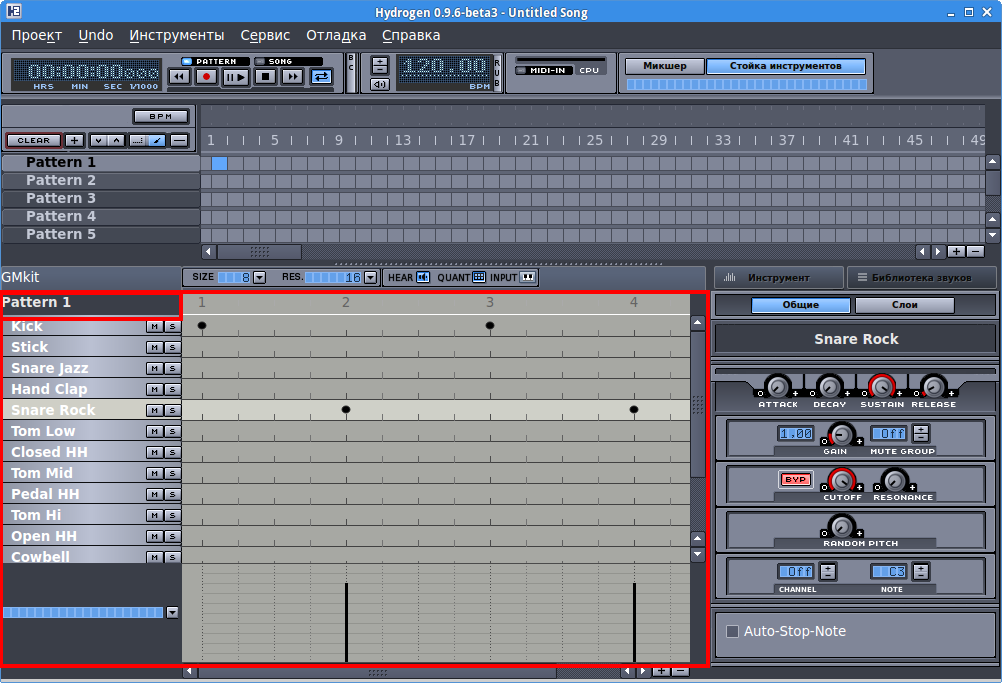 Hydrogen 0.9.6-beta3 - Untitled Song
Проект Undo Инструменты Сервис Отладка Справка
PATTERN SONG
00:00:00:000
HRS MIN SEC 1/1000
B C
120.00
BPM
R U B
MIDI-IN CPU
Микшер Стойка инструментов
BPM
CLEAR
1 5 9 13 17 21 25 29 33 37 41 45 49
Pattern 1
Pattern 2
Pattern 3
Pattern 4
Pattern 5
GMkit
SIZE 8 RES. 16 HEAR QUANT INPUT
Инструмент Библиотека звуков
Pattern 1
1 2 3 4
Kick M S
Stick M S
Snare Jazz M S
Hand Clap M S
Snare Rock M S
Tom Low M S
Closed HH M S
Tom Mid M S
Pedal HH M S
Tom Hi M S
Open HH M S
Cowbell M S
Общие Слои
Snare Rock
ATTACK DECAY SUSTAIN RELEASE
1,00 Off
GAIN MUTE GROUP
BYP
CUTOFF RESONANCE
RANDOM PITCH
Off C3
CHANNEL NOTE
Auto-Stop-Note